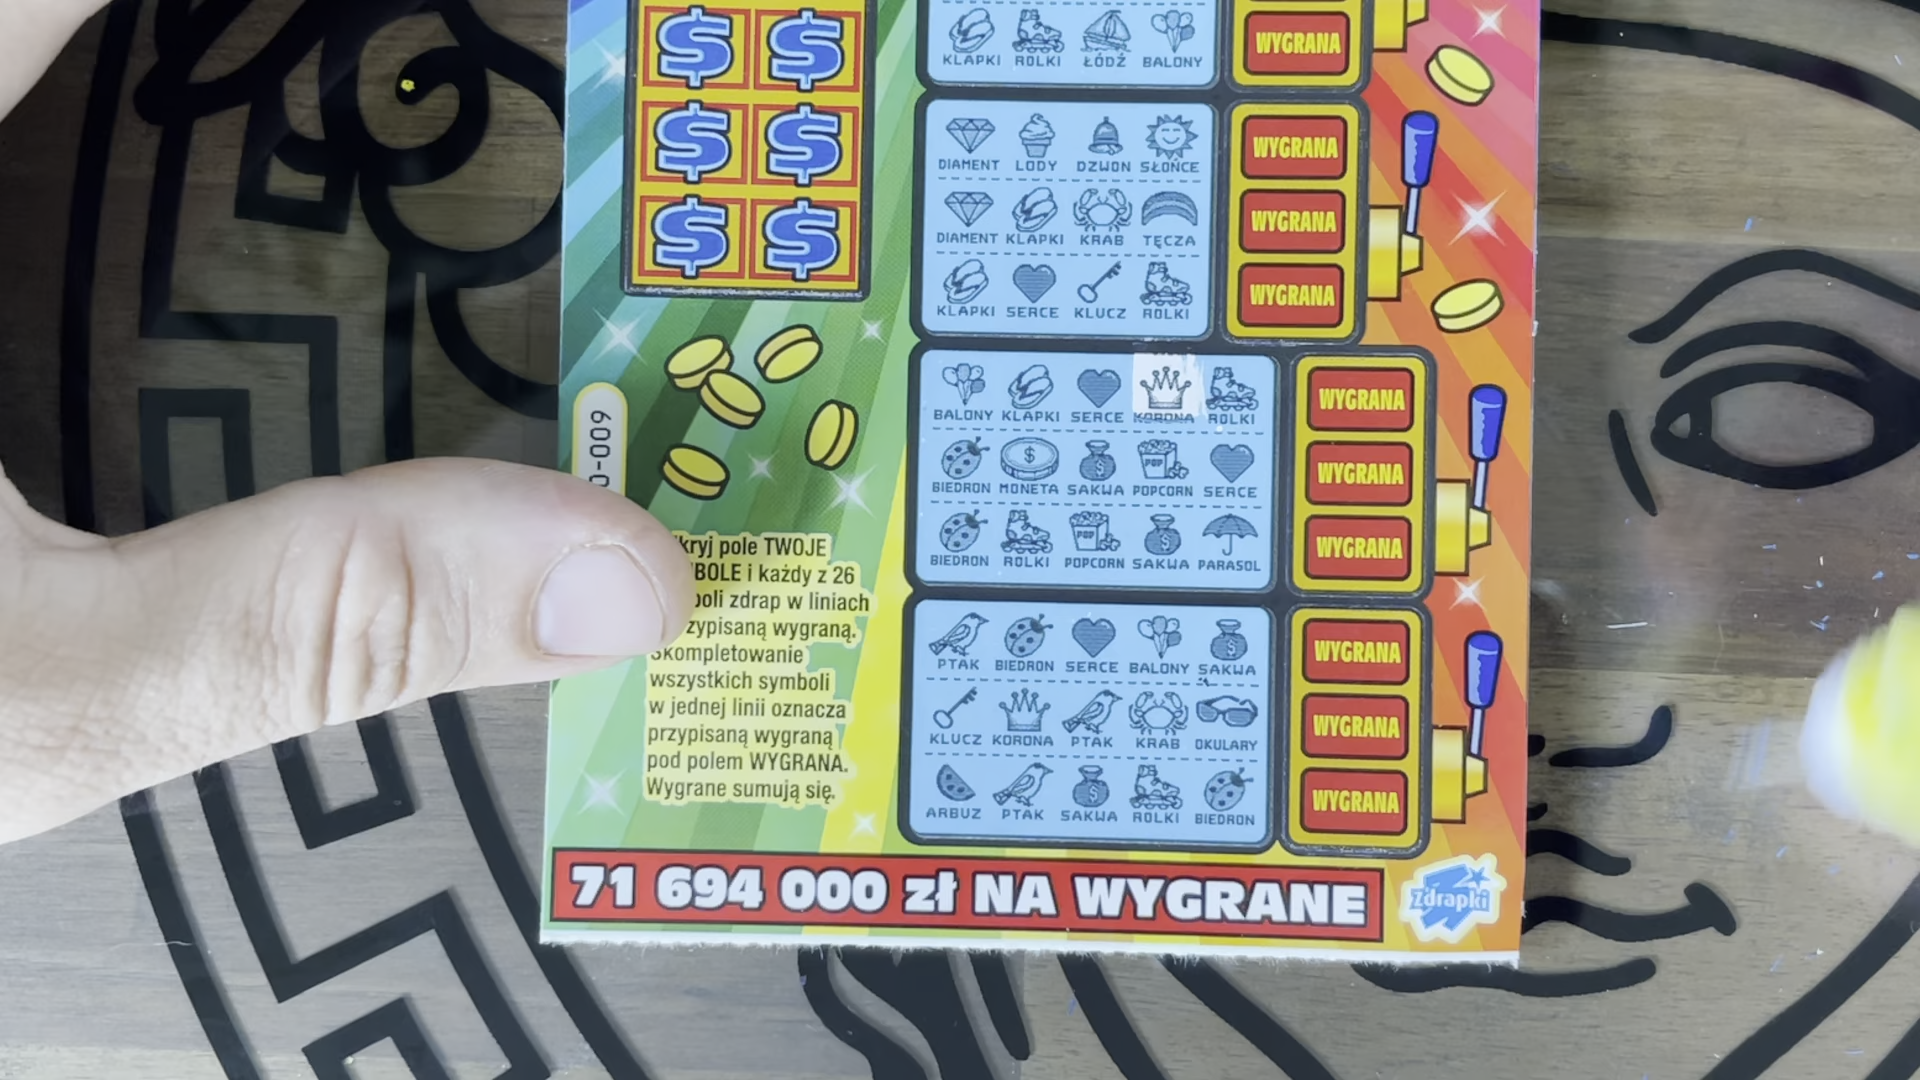 $ $
$ $
$ $
KLAPKI ROLKI ŁÓDŹ BALONY
WYGRANA
DIAMENT LODY DZWON SŁOŃCE
WYGRANA
DIAMENT KLAPKI KRAB TĘCZA
WYGRANA
KLAPKI SERCE KLUCZ ROLKI
WYGRANA
BALONY KLAPKI SERCE KORONA ROLKI
WYGRANA
BIEDRON MONETA SAKWA POPCORN SERCE
WYGRANA
BIEDRON ROLKI POPCORN SAKWA PARASOL
WYGRANA
PTAK BIEDRON SERCE BALONY SAKWA
WYGRANA
KLUCZ KORONA PTAK KRAB OKULARY
WYGRANA
ARBUZ PTAK SAKWA ROLKI BIEDRON
WYGRANA
0-009
pole TWOJE
i każdy z 26
zdrap w liniach
wygraną.
Skompletowanie
wszystkich symboli
w jednej linii oznacza
przypisaną wygraną
pod polem WYGRANA.
Wygrane sumują się.
71 694 000 zł NA WYGRANE
Zdrapki